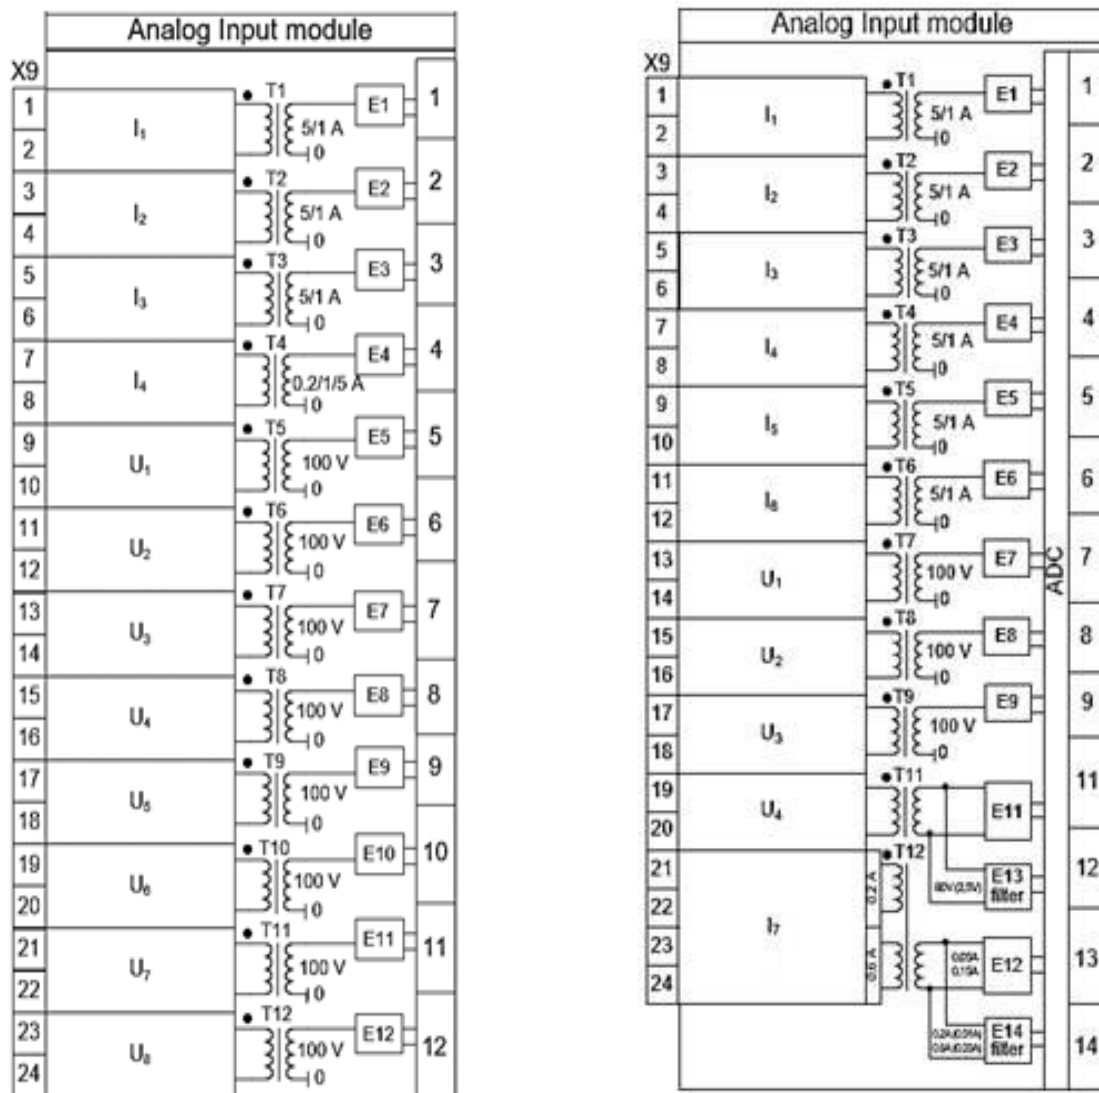 Analog Input module
X9
1
2
I₁
T1
5/1 A
0
E1
1
3
4
I₂
T2
5/1 A
0
E2
2
5
6
I₃
T3
5/1 A
0
E3
3
7
8
I₄
T4
0.2/1/5 A
0
E4
4
9
10
U₁
T5
100 V
0
E5
5
11
12
U₂
T6
100 V
0
E6
6
13
14
U₃
T7
100 V
0
E7
7
15
16
U₄
T8
100 V
0
E8
8
17
18
U₅
T9
100 V
0
E9
9
19
20
U₆
T10
100 V
0
E10
10
21
22
U₇
T11
100 V
0
E11
11
23
24
U₈
T12
100 V
0
E12
12
Analog Input module
X9
1
2
I₁
T1
5/1 A
0
E1
1
3
4
I₂
T2
5/1 A
0
E2
2
5
6
I₃
T3
5/1 A
0
E3
3
7
8
I₄
T4
5/1 A
0
E4
4
9
10
I₅
T5
5/1 A
0
E5
5
11
12
I₆
T6
5/1 A
0
E6
6
13
14
U₁
T7
100 V
0
E7
ADC
7
15
16
U₂
T8
100 V
0
E8
8
17
18
U₃
T9
100 V
0
E9
9
19
20
U₄
T11
E11
11
21
22
23
24
I₇
T12
0.2 A
0.6 A
E13
filter
12
0.05A
0.15A
E12
13
E14
filter
14